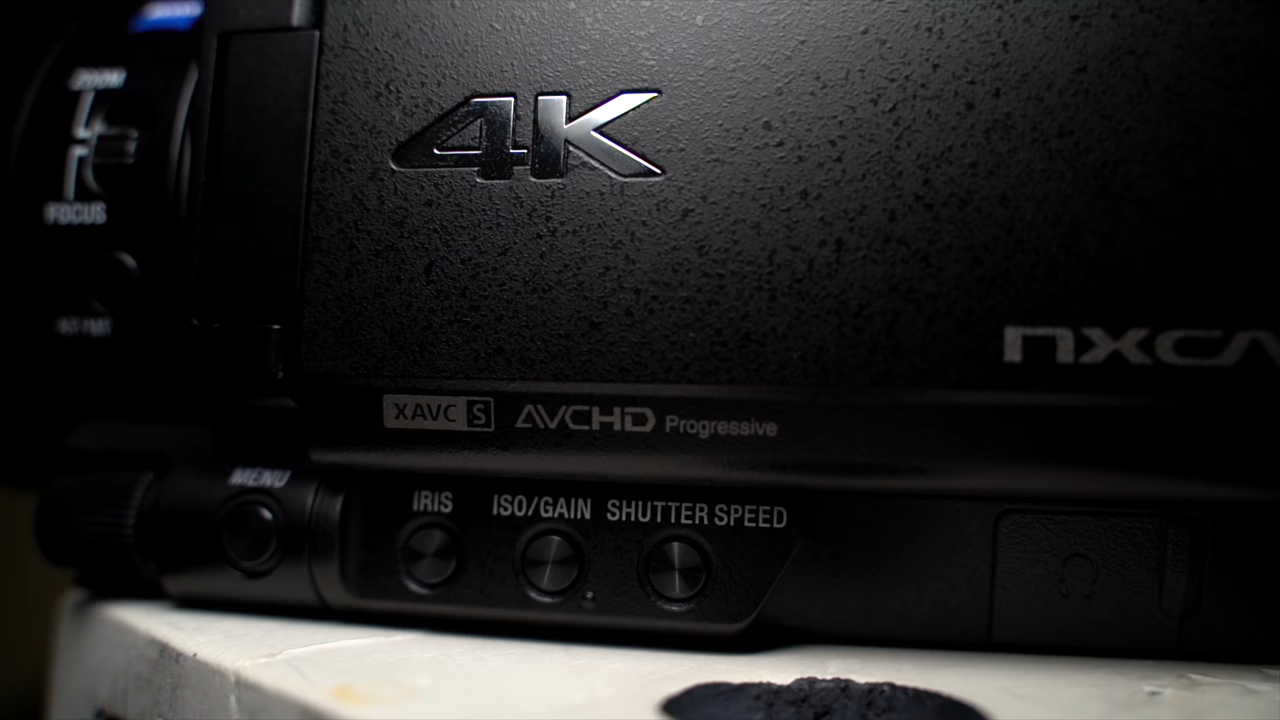 ZOOM
FOCUS
4K
NXCA
XAVC S AVCHD Progressive
MENU
IRIS ISO/GAIN SHUTTER SPEED